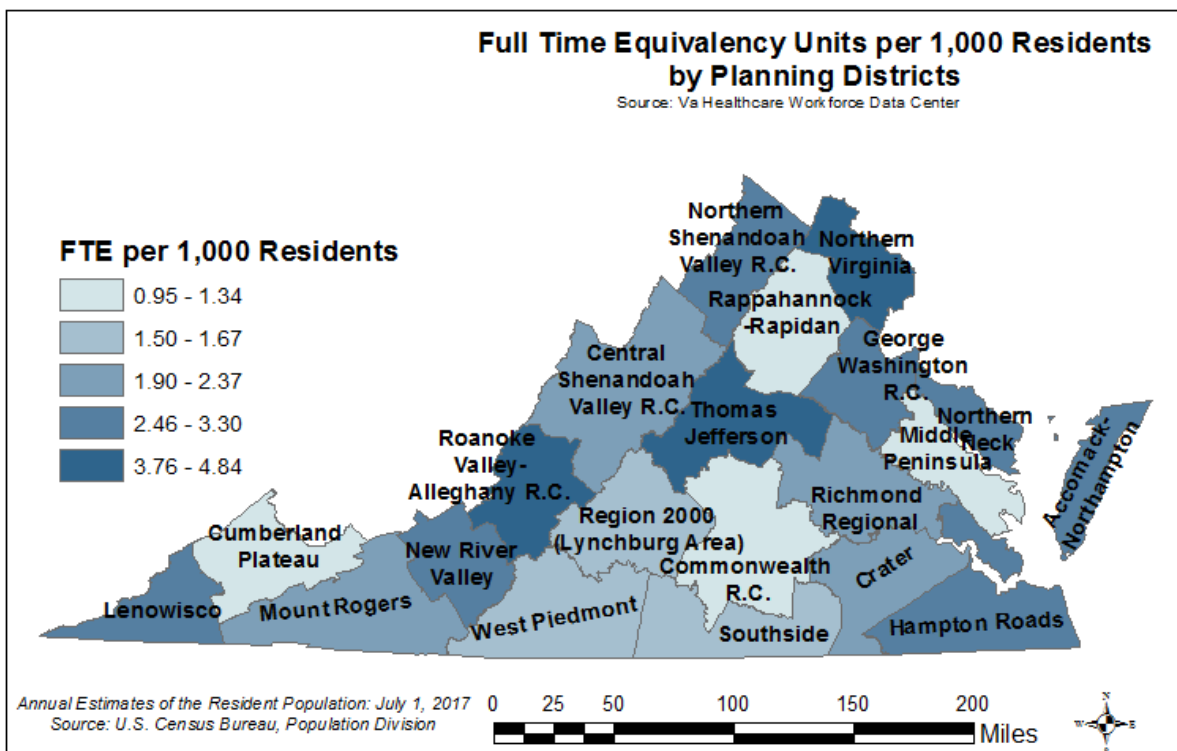 Full Time Equivalency Units per 1,000 Residents
by Planning Districts
Source: Va Healthcare Workforce Data Center
FTE per 1,000 Residents
0.95 - 1.34
1.50 - 1.67
1.90 - 2.37
2.46 - 3.30
3.76 - 4.84
Northern
Shenandoah
Valley R.C.
Northern
Virginia
Rappahannock
-Rapidan
George
Washington
R.C.
Central
Shenandoah
Valley R.C.
Thomas
Jefferson
Northern
Neck
Middle
Peninsula
Accomack-
Northampton
Roanoke
Valley-
Alleghany R.C.
Richmond
Regional
Region 2000
(Lynchburg Area)
Cumberland
Plateau
New River
Valley
Commonwealth
R.C.
Crater
Lenowisco
Mount Rogers
West Piedmont
Southside
Hampton Roads
Annual Estimates of the Resident Population: July 1, 2017
Source: U.S. Census Bureau, Population Division
0 25 50 100 150 200
Miles
N
W E
S